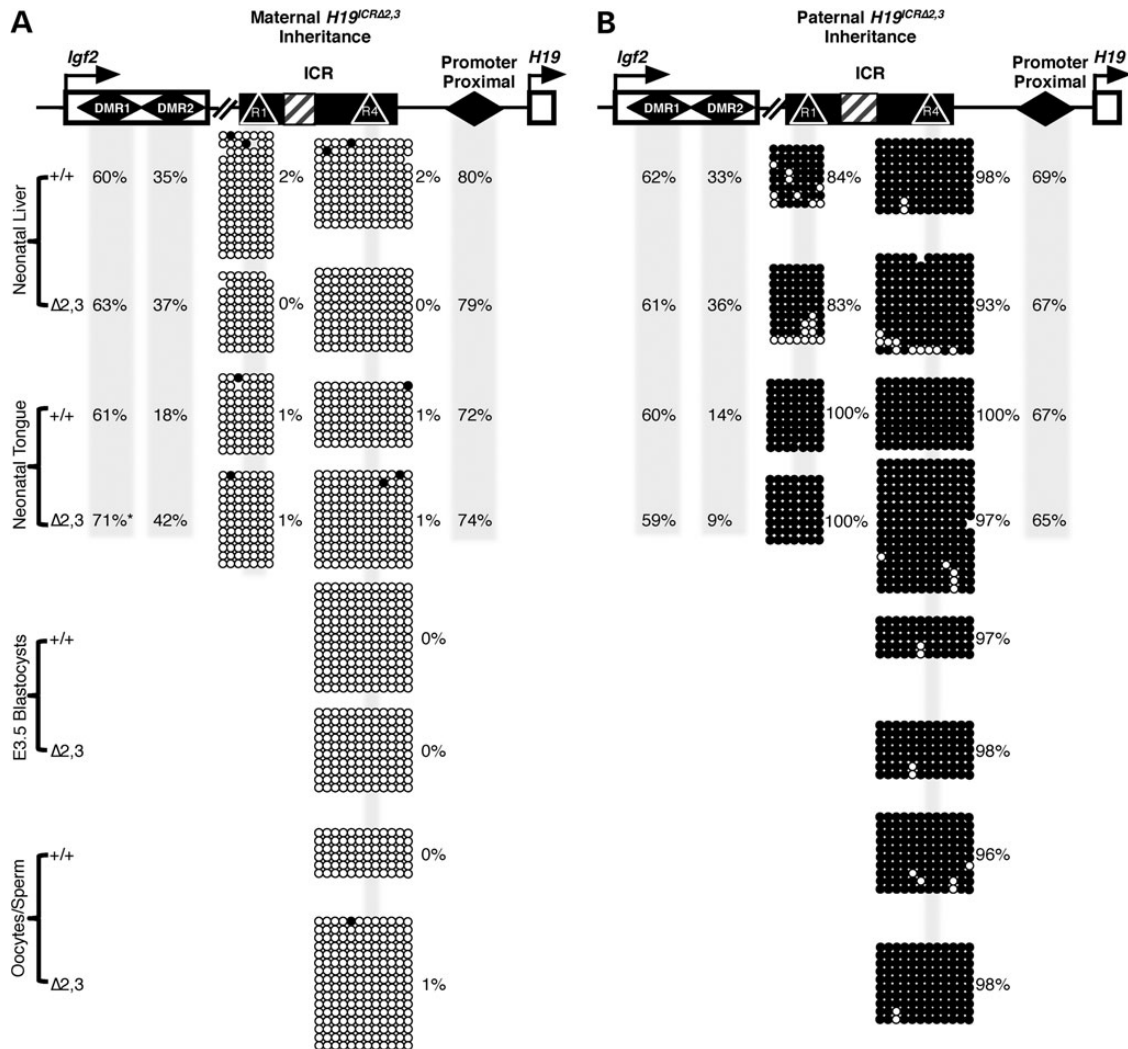 A
Maternal H19ICRΔ2,3
Inheritance
Igf2
ICR
Promoter
Proximal
H19
DMR1 DMR2 R1 R4
Neonatal Liver
+/+ 60% 35% 2% 2% 80%
Δ2,3 63% 37% 0% 0% 79%
Neonatal Tongue
+/+ 61% 18% 1% 1% 72%
Δ2,3 71%* 42% 1% 1% 74%
E3.5 Blastocysts
+/+ 0%
Δ2,3 0%
Oocytes/Sperm
+/+ 0%
Δ2,3 1%
B
Paternal H19ICRΔ2,3
Inheritance
Igf2
ICR
Promoter
Proximal
H19
DMR1 DMR2 R1 R4
62% 33% 84% 98% 69%
61% 36% 83% 93% 67%
60% 14% 100% 100% 67%
59% 9% 100% 97% 65%
97%
98%
96%
98%